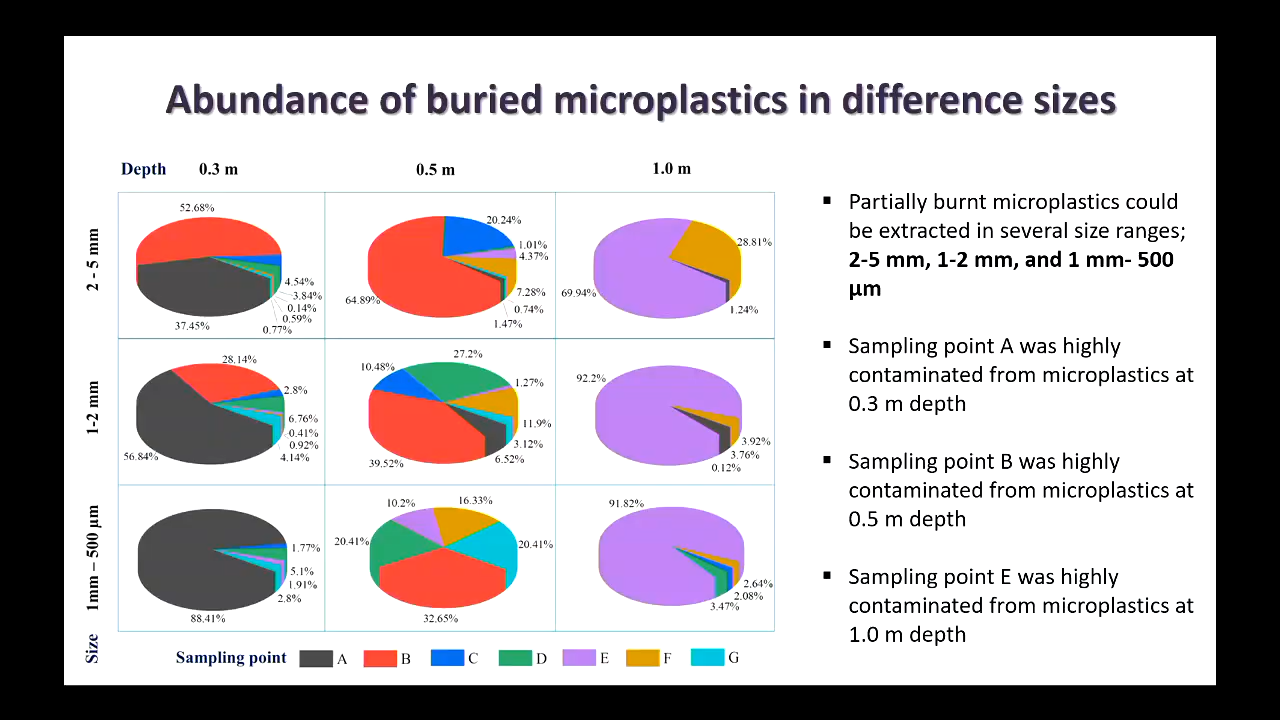 Abundance of buried microplastics in difference sizes
Depth 0.3 m 0.5 m 1.0 m
2 - 5 mm
52.68%
4.54%
3.84%
0.14%
0.59%
0.77%
37.45%
20.24%
1.01%
4.37%
7.28%
0.74%
1.47%
64.89%
28.81%
69.94%
1.24%
1-2 mm
28.14%
2.8%
6.76%
0.41%
0.92%
4.14%
56.84%
27.2%
10.48%
1.27%
11.9%
3.12%
6.52%
39.52%
92.2%
3.92%
3.76%
0.12%
1mm – 500 µm
1.77%
5.1%
1.91%
2.8%
88.41%
10.2%
16.33%
20.41%
20.41%
32.65%
91.82%
2.64%
2.08%
3.47%
Size
Sampling point A B C D E F G
▪ Partially burnt microplastics could
be extracted in several size ranges;
2-5 mm, 1-2 mm, and 1 mm- 500
µm
▪ Sampling point A was highly
contaminated from microplastics at
0.3 m depth
▪ Sampling point B was highly
contaminated from microplastics at
0.5 m depth
▪ Sampling point E was highly
contaminated from microplastics at
1.0 m depth